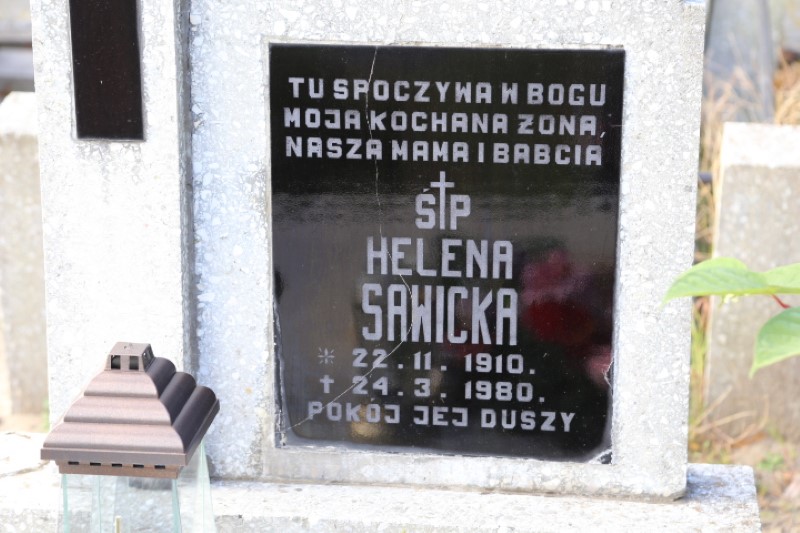 TU SPOCZYWA W BOGU
MOJA KOCHANA ŻONA
NASZA MAMA I BABCIA
Ś†P
HELENA
SAWICKA
* 22.11.1910.
† 24.3.1980.
POKÓJ JEJ DUSZY